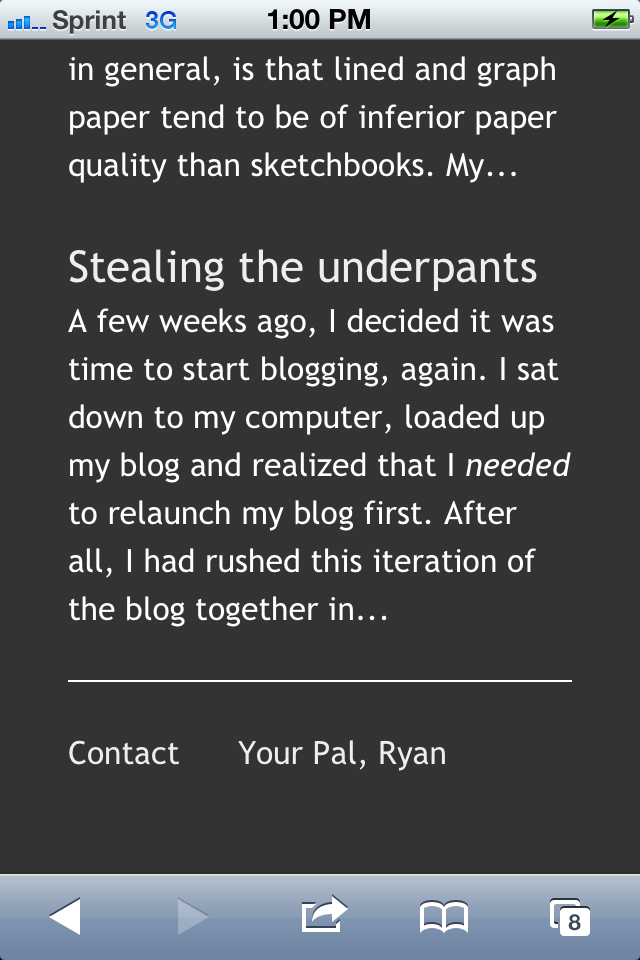 Sprint 3G 1:00 PM
in general, is that lined and graph
paper tend to be of inferior paper
quality than sketchbooks. My...
Stealing the underpants
A few weeks ago, I decided it was
time to start blogging, again. I sat
down to my computer, loaded up
my blog and realized that I needed
to relaunch my blog first. After
all, I had rushed this iteration of
the blog together in...
Contact Your Pal, Ryan
8